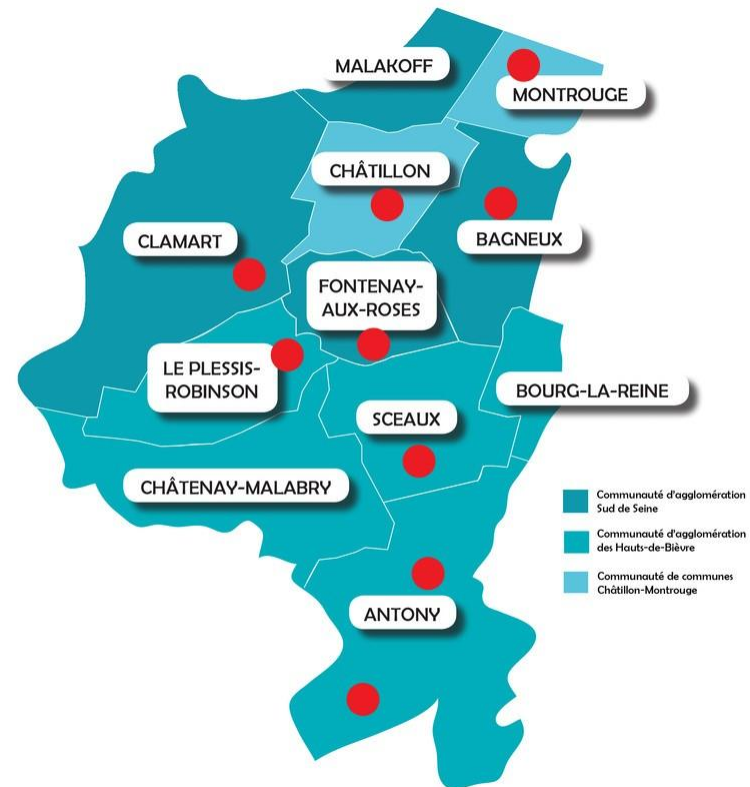 MALAKOFF
MONTROUGE
CHÂTILLON
CLAMART
BAGNEUX
FONTENAY-
AUX-ROSES
LE PLESSIS-
ROBINSON
BOURG-LA-REINE
SCEAUX
CHÂTENAY-MALABRY
Communauté d'agglomération
Sud de Seine
Communauté d'agglomération
des Hauts-de-Bièvre
Communauté de communes
Châtillon-Montrouge
ANTONY